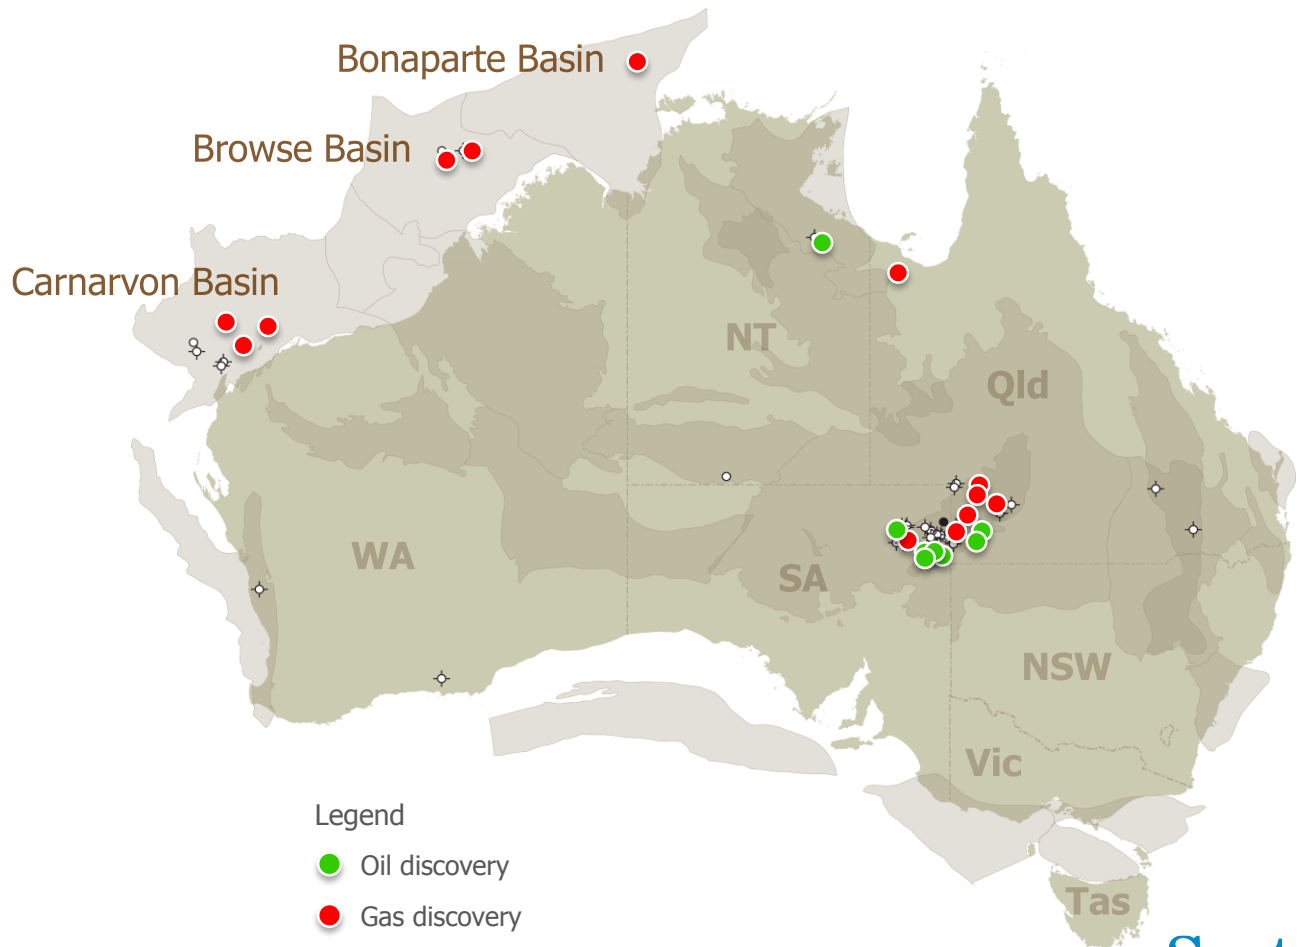 Bonaparte Basin
Browse Basin
Carnarvon Basin
NT
Qld
WA
SA
NSW
Vic
Legend
Oil discovery
Gas discovery
Tas